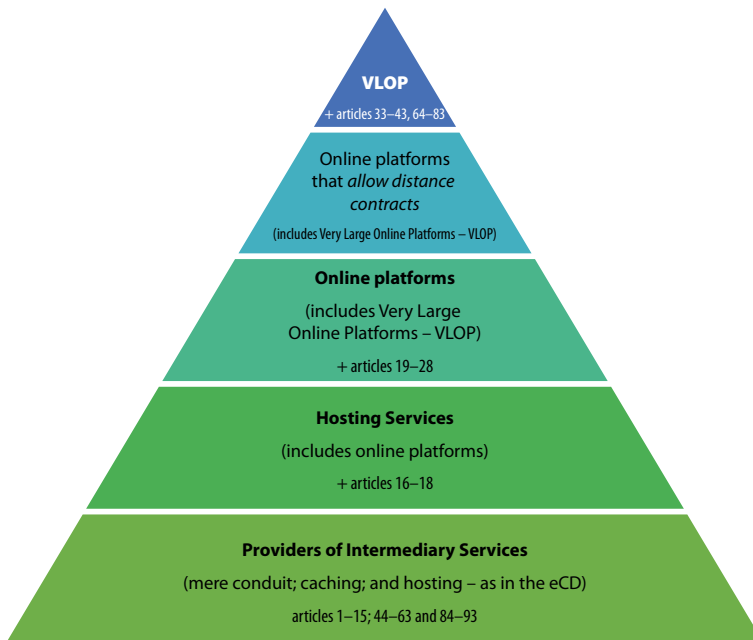 VLOP
+ articles 33–43, 64–83
Online platforms
that allow distance
contracts
(includes Very Large Online Platforms – VLOP)
Online platforms
(includes Very Large
Online Platforms – VLOP)
+ articles 19–28
Hosting Services
(includes online platforms)
+ articles 16–18
Providers of Intermediary Services
(mere conduit; caching; and hosting – as in the eCD)
articles 1–15; 44–63 and 84–93